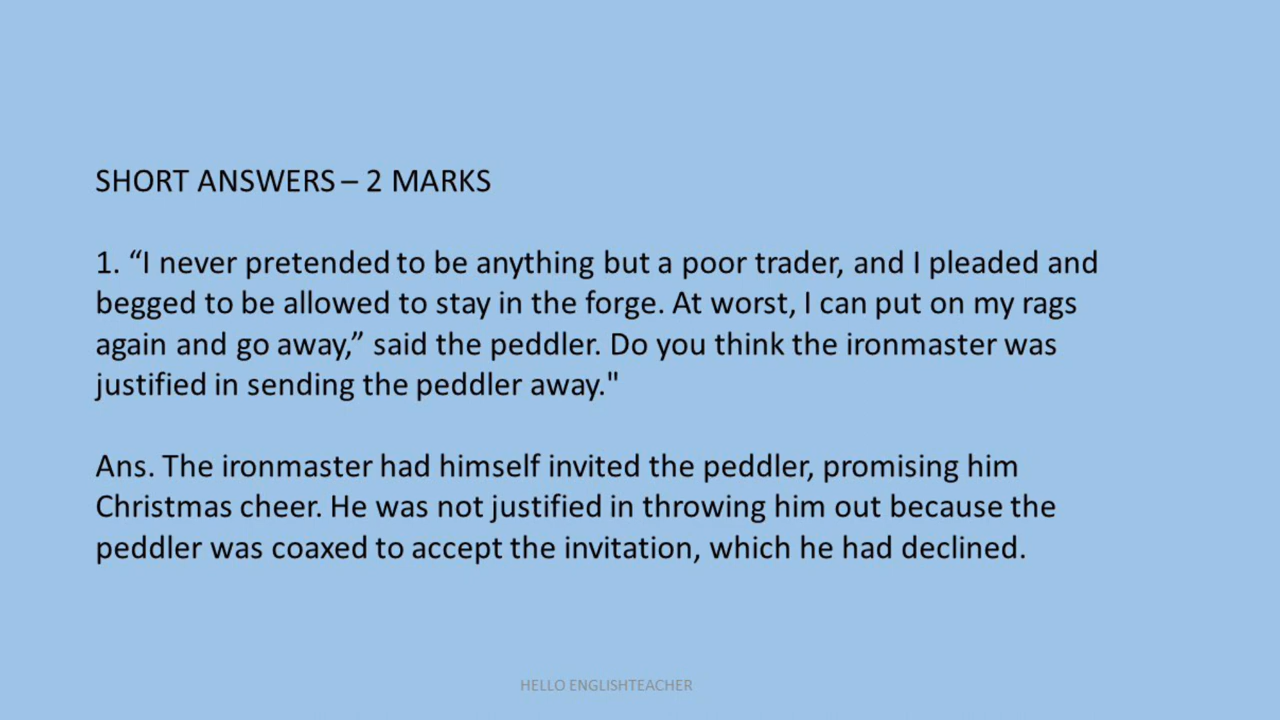 SHORT ANSWERS – 2 MARKS
1. “I never pretended to be anything but a poor trader, and I pleaded and
begged to be allowed to stay in the forge. At worst, I can put on my rags
again and go away,” said the peddler. Do you think the ironmaster was
justified in sending the peddler away."
Ans. The ironmaster had himself invited the peddler, promising him
Christmas cheer. He was not justified in throwing him out because the
peddler was coaxed to accept the invitation, which he had declined.
HELLO ENGLISHTEACHER